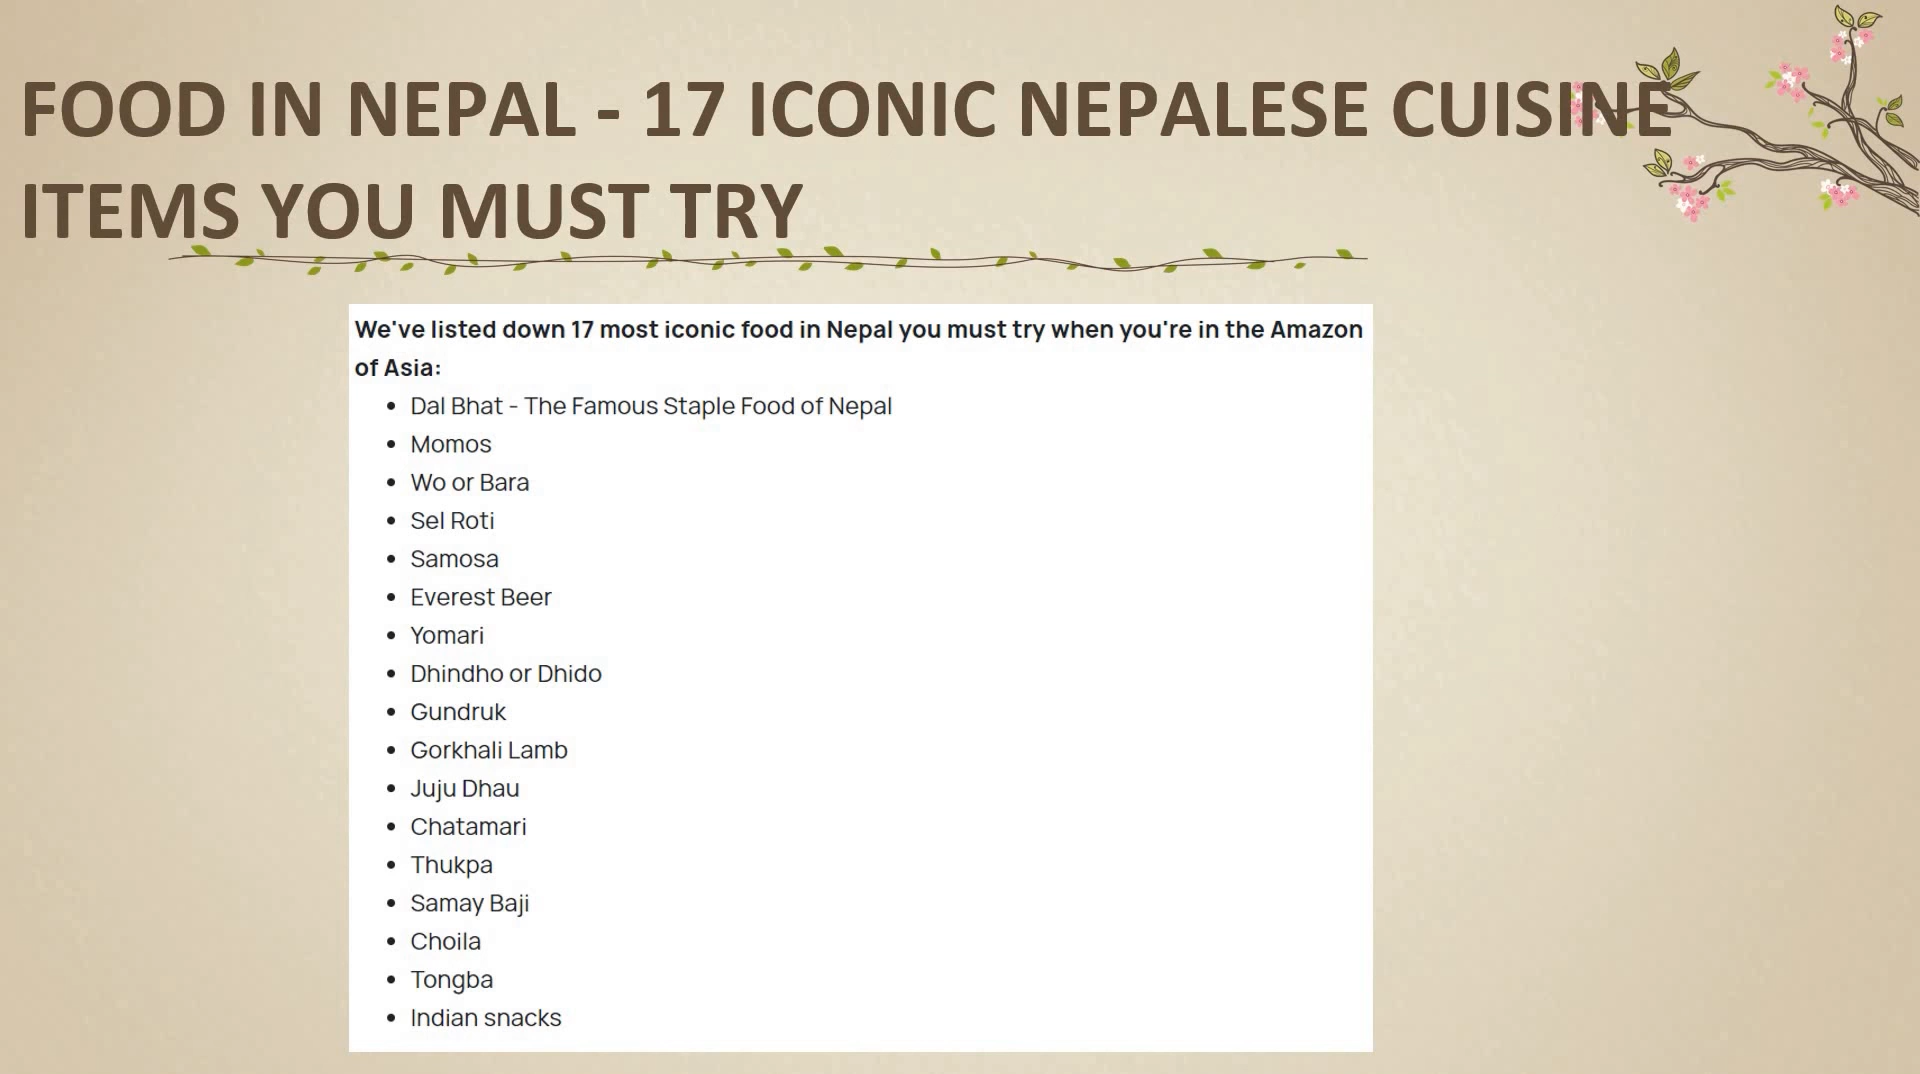 FOOD IN NEPAL - 17 ICONIC NEPALESE CUISINE
ITEMS YOU MUST TRY
We've listed down 17 most iconic food in Nepal you must try when you're in the Amazon
of Asia:
• Dal Bhat - The Famous Staple Food of Nepal
• Momos
• Wo or Bara
• Sel Roti
• Samosa
• Everest Beer
• Yomari
• Dhindho or Dhido
• Gundruk
• Gorkhali Lamb
• Juju Dhau
• Chatamari
• Thukpa
• Samay Baji
• Choila
• Tongba
• Indian snacks